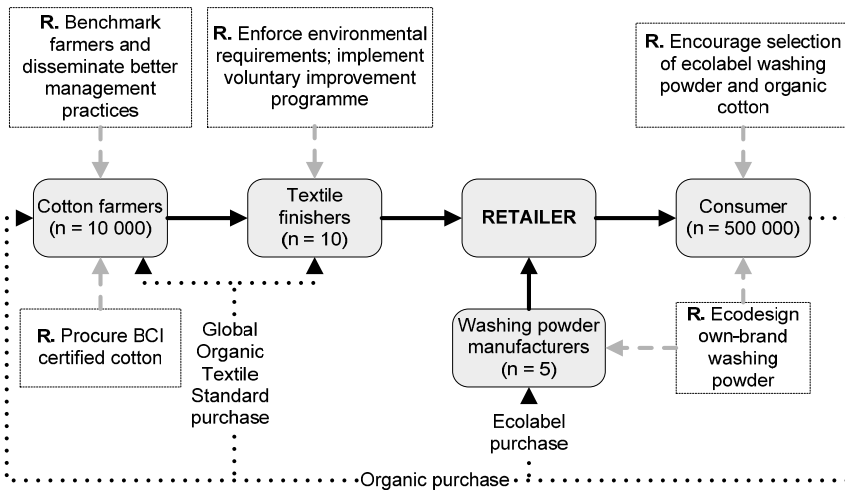 R. Benchmark
farmers and
disseminate better
management
practices
R. Enforce environmental
requirements; implement
voluntary improvement
programme
R. Encourage selection
of ecolabel washing
powder and organic
cotton
Cotton farmers
(n = 10 000)
Textile
finishers
(n = 10)
RETAILER
Consumer
(n = 500 000)
R. Procure BCI
certified cotton
Global
Organic
Textile
Standard
purchase
Washing powder
manufacturers
(n = 5)
R. Ecodesign
own-brand
washing
powder
Ecolabel
purchase
Organic purchase